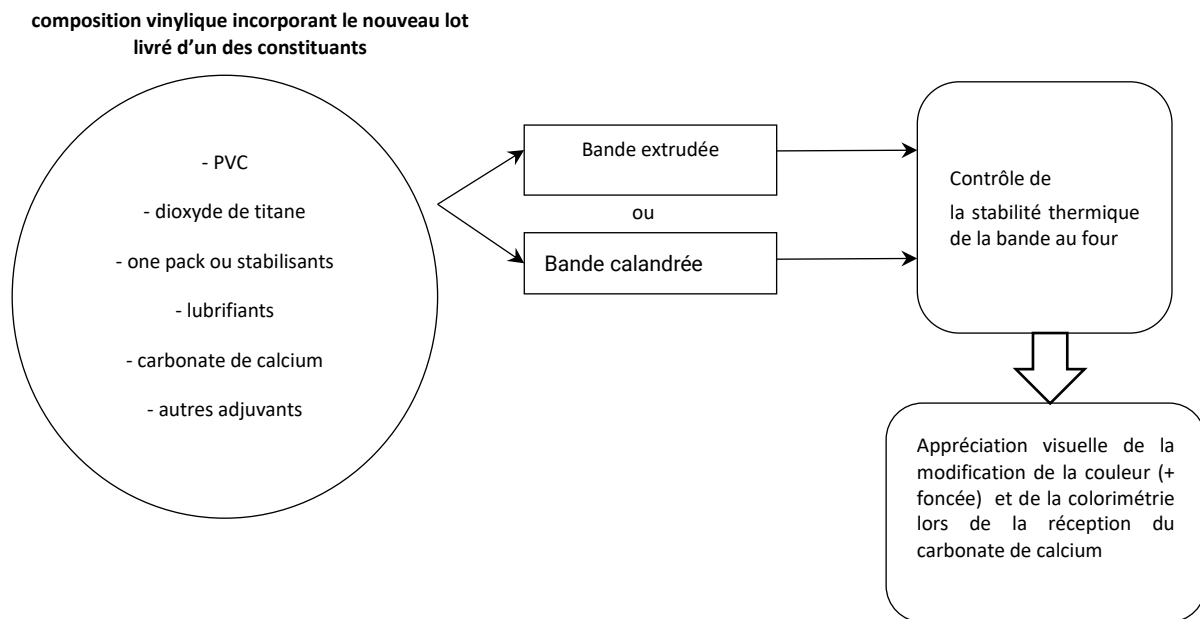 composition vinylique incorporant le nouveau lot
livré d’un des constituants
- PVC
- dioxyde de titane
- one pack ou stabilisants
- lubrifiants
- carbonate de calcium
- autres adjuvants
Bande extrudée
ou
Bande calandrée
Contrôle de
la stabilité thermique
de la bande au four
Appréciation visuelle de la
modification de la couleur (+
foncée) et de la colorimétrie
lors de la réception du
carbonate de calcium